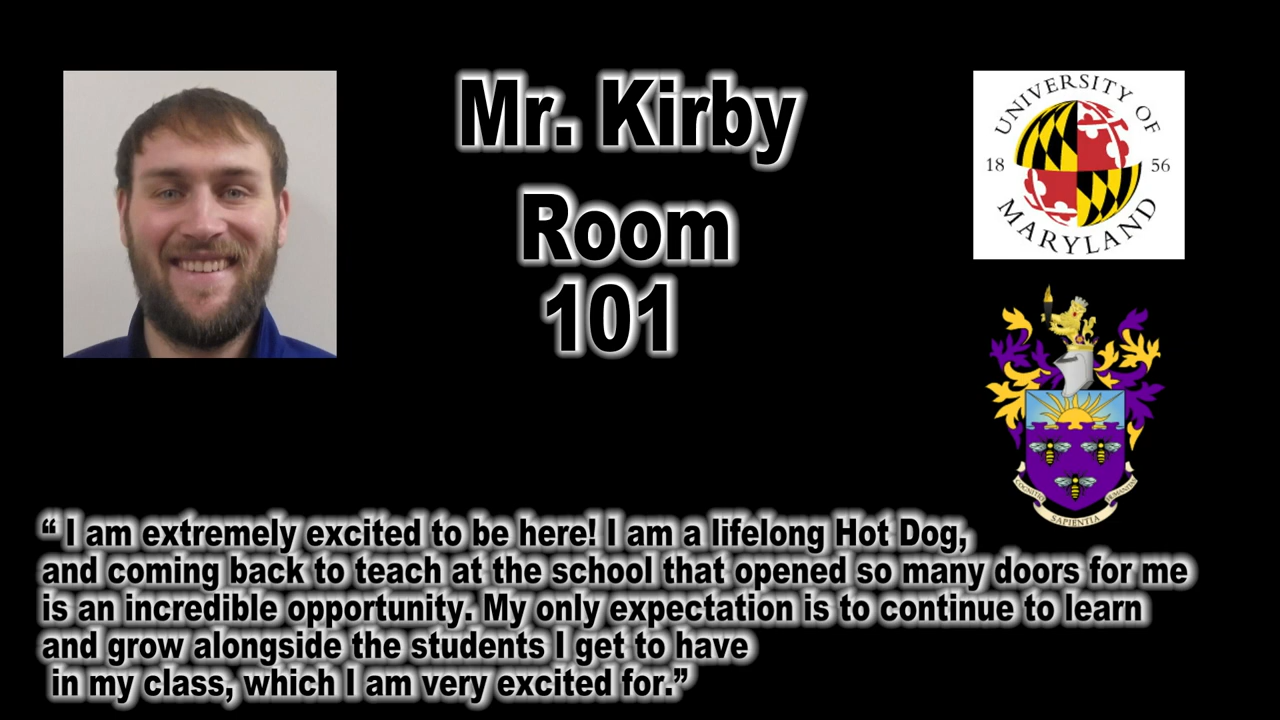 Mr. Kirby
Room
101
UNIVERSITY OF
18 56
MARYLAND
COGNITIO
SAPIENTIA
HUMANITAS
“ I am extremely excited to be here! I am a lifelong Hot Dog,
and coming back to teach at the school that opened so many doors for me
is an incredible opportunity. My only expectation is to continue to learn
and grow alongside the students I get to have
in my class, which I am very excited for.”